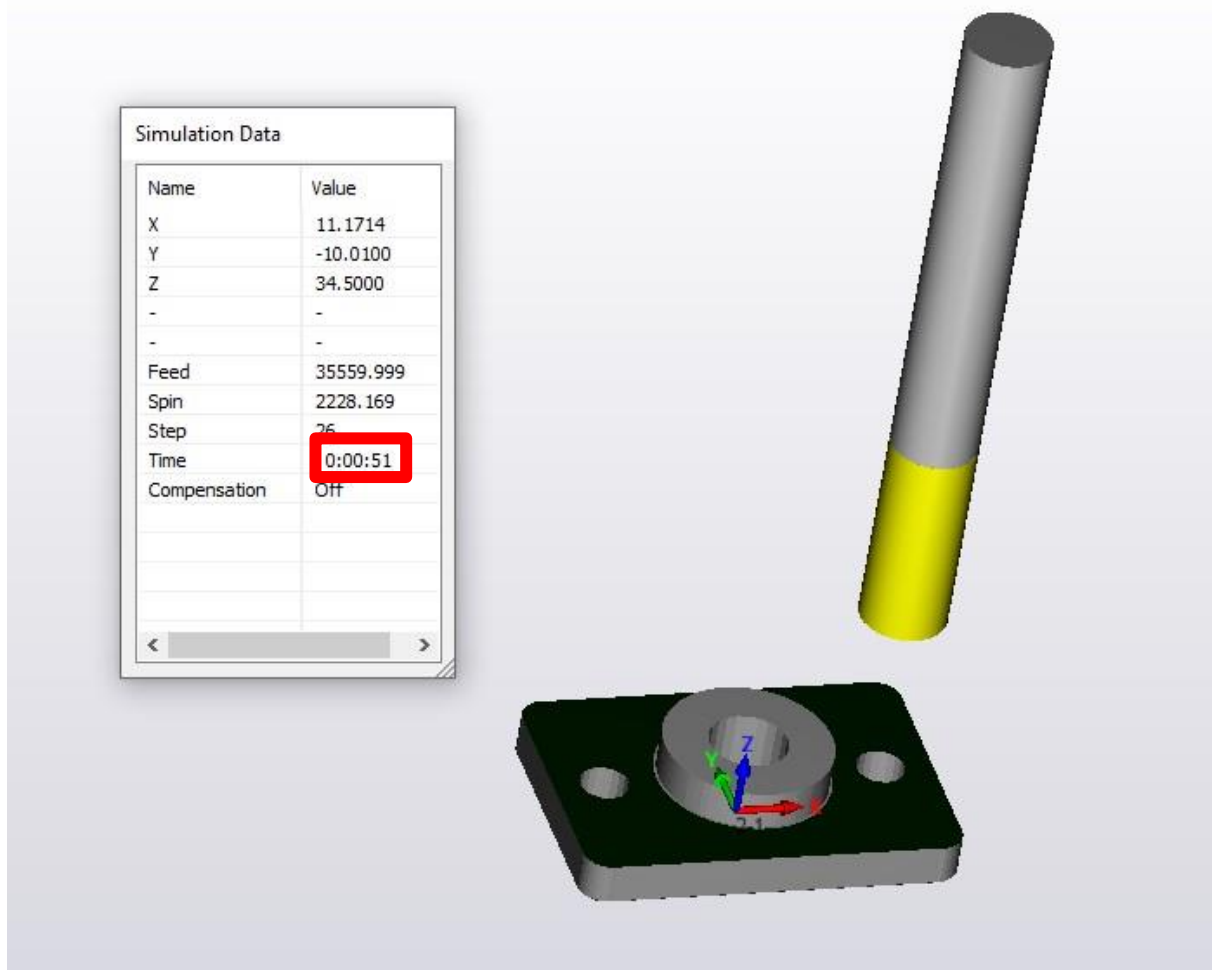 Simulation Data
Name Value
X 11.1714
Y -10.0100
Z 34.5000
- -
- -
Feed 35559.999
Spin 2228.169
Step 26
Time 0:00:51
Compensation Off
Z
Y
X